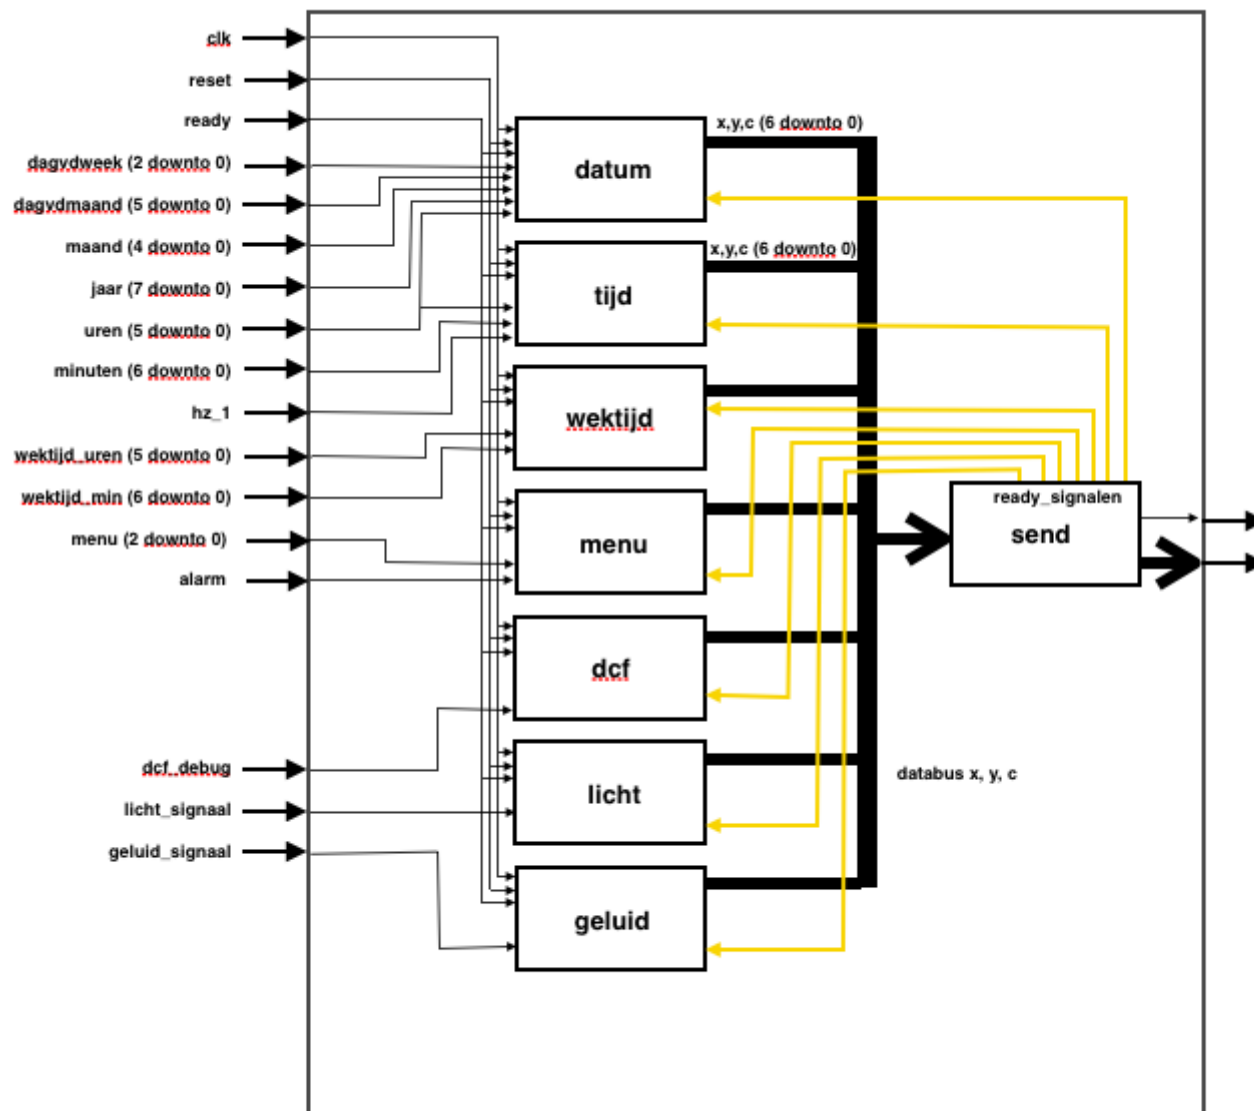 clk
reset
ready
dagvdweek (2 downto 0)
dagvdmaand (5 downto 0)
maand (4 downto 0)
jaar (7 downto 0)
uren (5 downto 0)
minuten (6 downto 0)
hz_1
wektijd_uren (5 downto 0)
wektijd_min (6 downto 0)
menu (2 downto 0)
alarm
dcf_debug
licht_signaal
geluid_signaal
datum
tijd
wektijd
menu
dcf
licht
geluid
x,y,c (6 downto 0)
x,y,c (6 downto 0)
ready_signalen
send
databus x, y, c